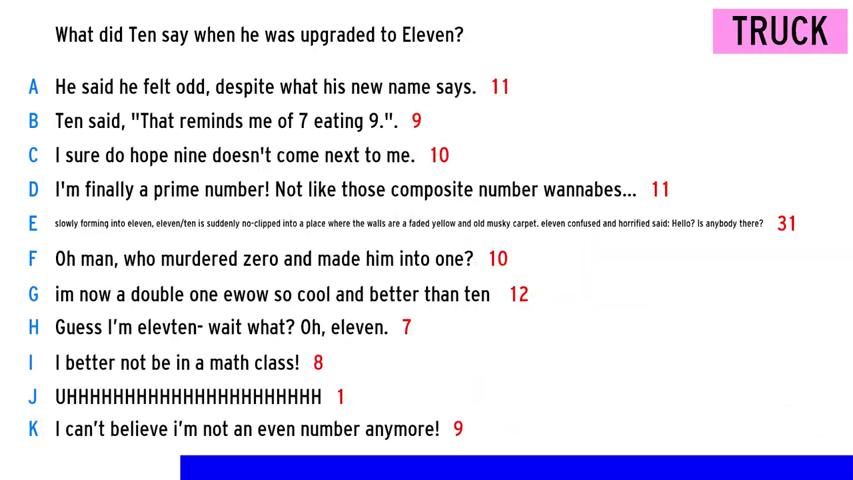 What did Ten say when he was upgraded to Eleven?
TRUCK
A He said he felt odd, despite what his new name says. 11
B Ten said, "That reminds me of 7 eating 9.". 9
C I sure do hope nine doesn't come next to me. 10
D I'm finally a prime number! Not like those composite number wannabes... 11
E slowly forming into eleven, eleven/ten is suddenly no-clipped into a place where the walls are a faded yellow and old musky carpet. eleven confused and horrified said: Hello? Is anybody there? 31
F Oh man, who murdered zero and made him into one? 10
G im now a double one ewow so cool and better than ten 12
H Guess I'm elevten- wait what? Oh, eleven. 7
I I better not be in a math class! 8
J UHHHHHHHHHHHHHHHHHHHHHH 1
K I can't believe i'm not an even number anymore! 9